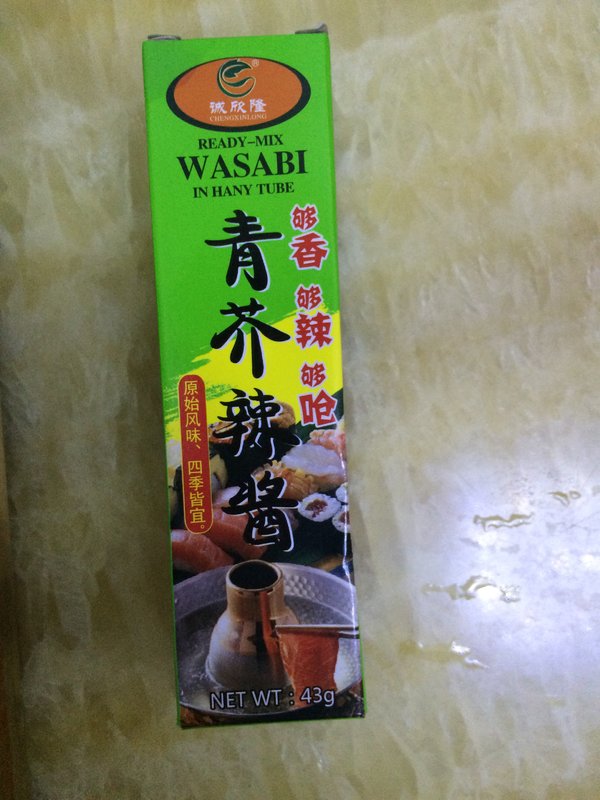 ®
诚欣隆
CHENGXINLONG
READY-MIX
WASABI
IN HANY TUBE
青芥辣酱
够香 够辣 够呛
原始风味、四季皆宜。
NET WT：43g